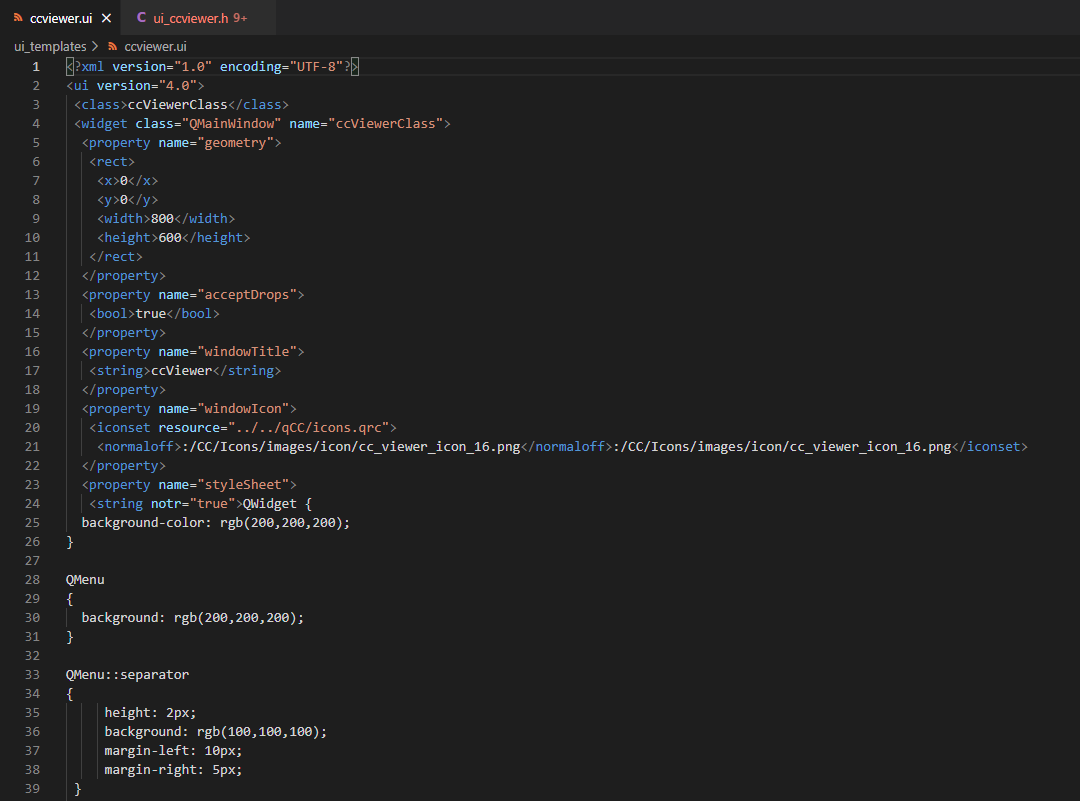 ccviewer.ui
C ui_ccviewer.h 9+
ui_templates > ccviewer.ui
1 <?xml version="1.0" encoding="UTF-8"?>
2 <ui version="4.0">
3  <class>ccViewerClass</class>
4  <widget class="QMainWindow" name="ccViewerClass">
5   <property name="geometry">
6    <rect>
7     <x>0</x>
8     <y>0</y>
9     <width>800</width>
10     <height>600</height>
11    </rect>
12   </property>
13   <property name="acceptDrops">
14    <bool>true</bool>
15   </property>
16   <property name="windowTitle">
17    <string>ccViewer</string>
18   </property>
19   <property name="windowIcon">
20    <iconset resource="../../qCC/icons.qrc">
21     <normaloff>:/CC/Icons/images/icon/cc_viewer_icon_16.png</normaloff>:/CC/Icons/images/icon/cc_viewer_icon_16.png</iconset>
22   </property>
23   <property name="styleSheet">
24    <string notr="true">QWidget {
25   background-color: rgb(200,200,200);
26 }
27
28 QMenu
29 {
30   background: rgb(200,200,200);
31 }
32
33 QMenu::separator
34 {
35      height: 2px;
36      background: rgb(100,100,100);
37      margin-left: 10px;
38      margin-right: 5px;
39  }